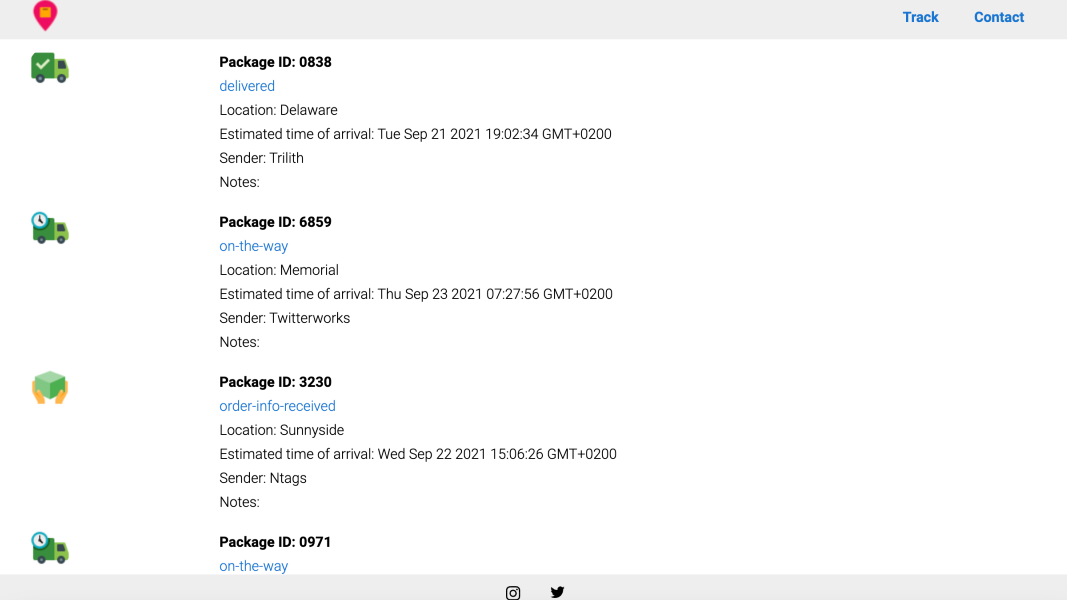 Track Contact
Package ID: 0838
delivered
Location: Delaware
Estimated time of arrival: Tue Sep 21 2021 19:02:34 GMT+0200
Sender: Trilith
Notes:
Package ID: 6859
on-the-way
Location: Memorial
Estimated time of arrival: Thu Sep 23 2021 07:27:56 GMT+0200
Sender: Twitterworks
Notes:
Package ID: 3230
order-info-received
Location: Sunnyside
Estimated time of arrival: Wed Sep 22 2021 15:06:26 GMT+0200
Sender: Ntags
Notes:
Package ID: 0971
on-the-way